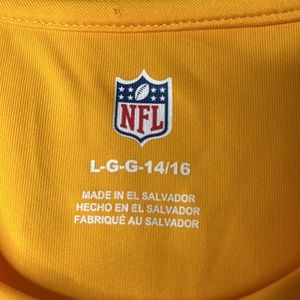 NFL
L-G-G-14/16
MADE IN EL SALVADOR
HECHO EN EL SALVADOR
FABRIQUÉ AU SALVADOR